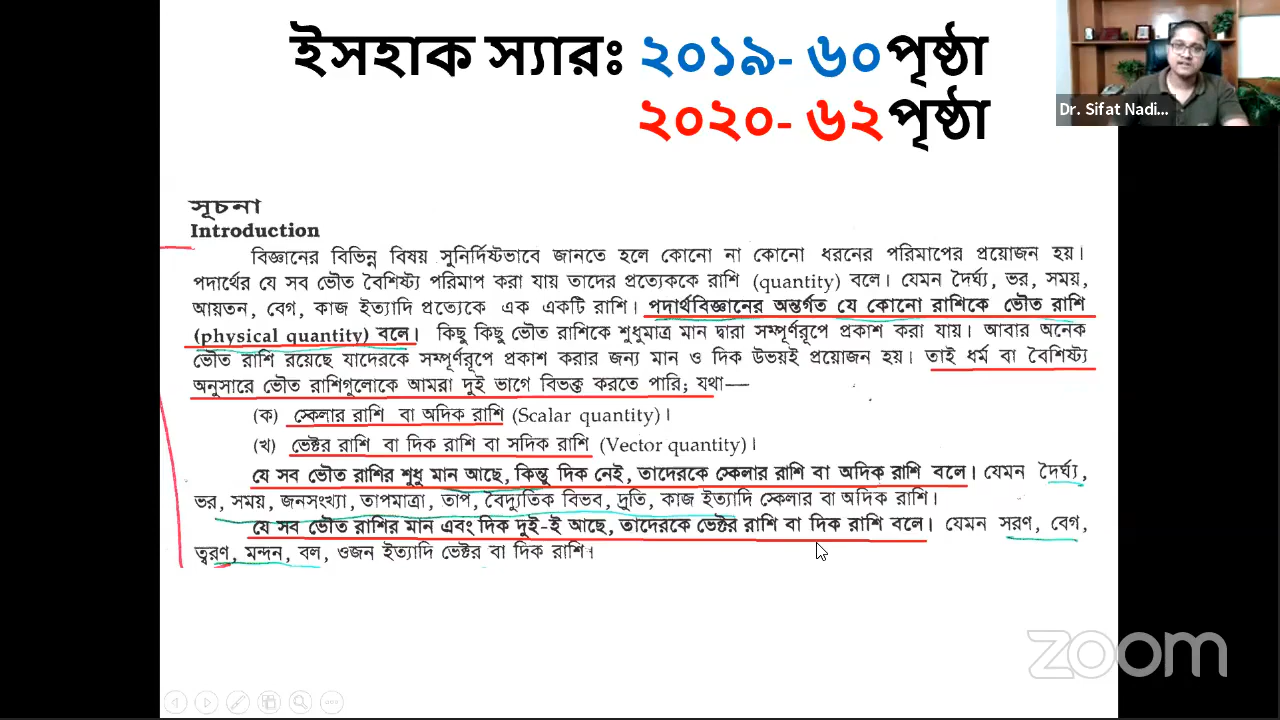 ইসহাক স্যারঃ ২০১৯- ৬০পৃষ্ঠা
২০২০- ৬২পৃষ্ঠা
Dr. Sifat Nadi...
সূচনা
Introduction
বিজ্ঞানের বিভিন্ন বিষয় সুনির্দিষ্টভাবে জানতে হলে কোনো না কোনো ধরনের পরিমাপের প্রয়োজন হয়।
পদার্থের যে সব ভৌত বৈশিষ্ট্য পরিমাপ করা যায় তাদের প্রত্যেককে রাশি (quantity) বলে। যেমন দৈর্ঘ্য, ভর, সময়,
আয়তন, বেগ, কাজ ইত্যাদি প্রত্যেকে এক একটি রাশি। পদার্থবিজ্ঞানের অন্তর্গত যে কোনো রাশিকে ভৌত রাশি
(physical quantity) বলে। কিছু কিছু ভৌত রাশিকে শুধুমাত্র মান দ্বারা সম্পূর্ণরূপে প্রকাশ করা যায়। আবার অনেক
ভৌত রাশি রয়েছে যাদেরকে সম্পূর্ণরূপে প্রকাশ করার জন্য মান ও দিক উভয়ই প্রয়োজন হয়। তাই ধর্ম বা বৈশিষ্ট্য
অনুসারে ভৌত রাশিগুলোকে আমরা দুই ভাগে বিভক্ত করতে পারি; যথা—
(ক) স্কেলার রাশি বা অদিক রাশি (Scalar quantity)।
(খ) ভেক্টর রাশি বা দিক রাশি বা সদিক রাশি (Vector quantity)।
যে সব ভৌত রাশির শুধু মান আছে, কিন্তু দিক নেই, তাদেরকে স্কেলার রাশি বা অদিক রাশি বলে। যেমন দৈর্ঘ্য,
ভর, সময়, জনসংখ্যা, তাপমাত্রা, তাপ, বৈদ্যুতিক বিভব, দ্রুতি, কাজ ইত্যাদি স্কেলার বা অদিক রাশি।
যে সব ভৌত রাশির মান এবং দিক দুই-ই আছে, তাদেরকে ভেক্টর রাশি বা দিক রাশি বলে। যেমন সরণ, বেগ,
ত্বরণ, মন্দন, বল, ওজন ইত্যাদি ভেক্টর বা দিক রাশি।
zoom